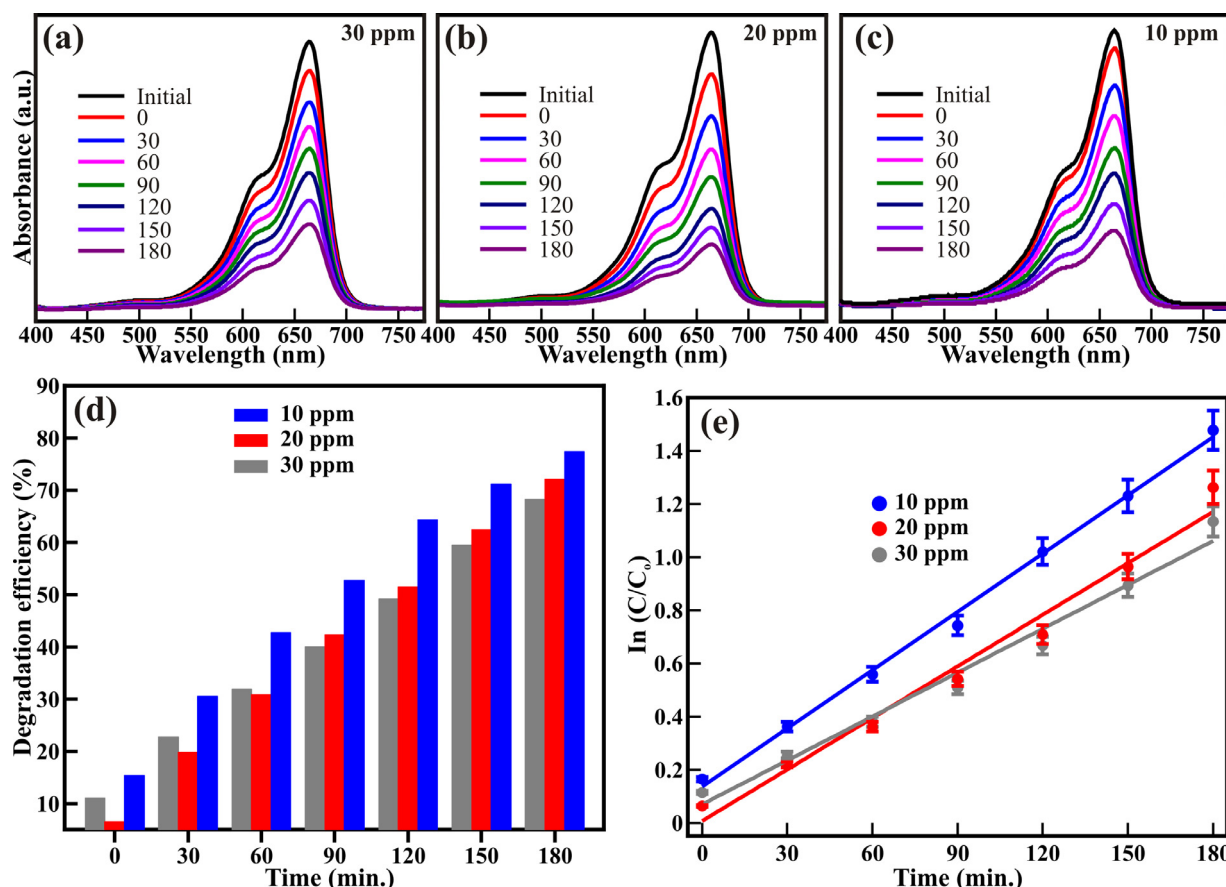 (a)
30 ppm
Initial
0
30
60
90
120
150
180
Absorbance (a.u.)
400 450 500 550 600 650 700 750
Wavelength (nm)
(b)
20 ppm
Initial
0
30
60
90
120
150
180
400 450 500 550 600 650 700 750
Wavelength (nm)
(c)
10 ppm
Initial
0
30
60
90
120
150
180
400 450 500 550 600 650 700 750
Wavelength (nm)
(d)
10 ppm
20 ppm
30 ppm
Degradation efficiency (%)
90
80
70
60
50
40
30
20
10
0 30 60 90 120 150 180
Time (min.)
(e)
10 ppm
20 ppm
30 ppm
In (C/Co)
1.6
1.4
1.2
1.0
0.8
0.6
0.4
0.2
0
0 30 60 90 120 150 180
Time (min.)